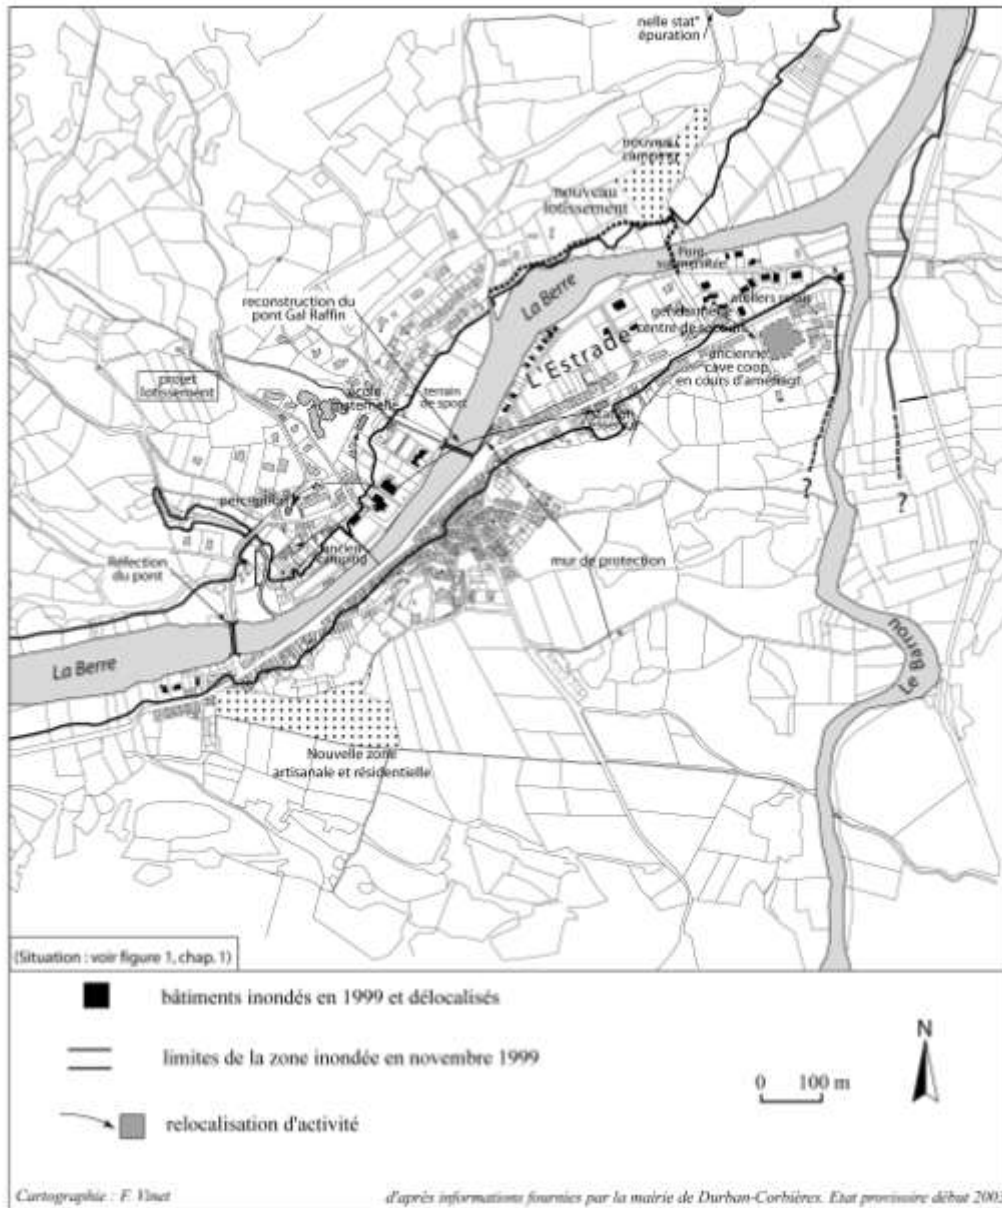 nelle stat°
épuration
nouveau
camping
nouveau
lotissement
La Berre
reconstruction du
pont Gal Raffin
L'Estrade
ateliers relais
gendarmerie
centre de secours
ancienne
cave coop
en cours d'aménagt
projet
lotissement
école
maternelle
terrain
de sport
?
?
ancien
camping
Réfection
du pont
mur de protection
La Berre
Le Barrou
Nouvelle zone
artisanale et résidentielle
(Situation : voir figure 1, chap. 1)
bâtiments inondés en 1999 et délocalisés
limites de la zone inondée en novembre 1999
relocalisation d'activité
0 100 m
N
Cartographie : F. Vinet
d'après informations fournies par la mairie de Durban-Corbières. Etat provisoire début 2003